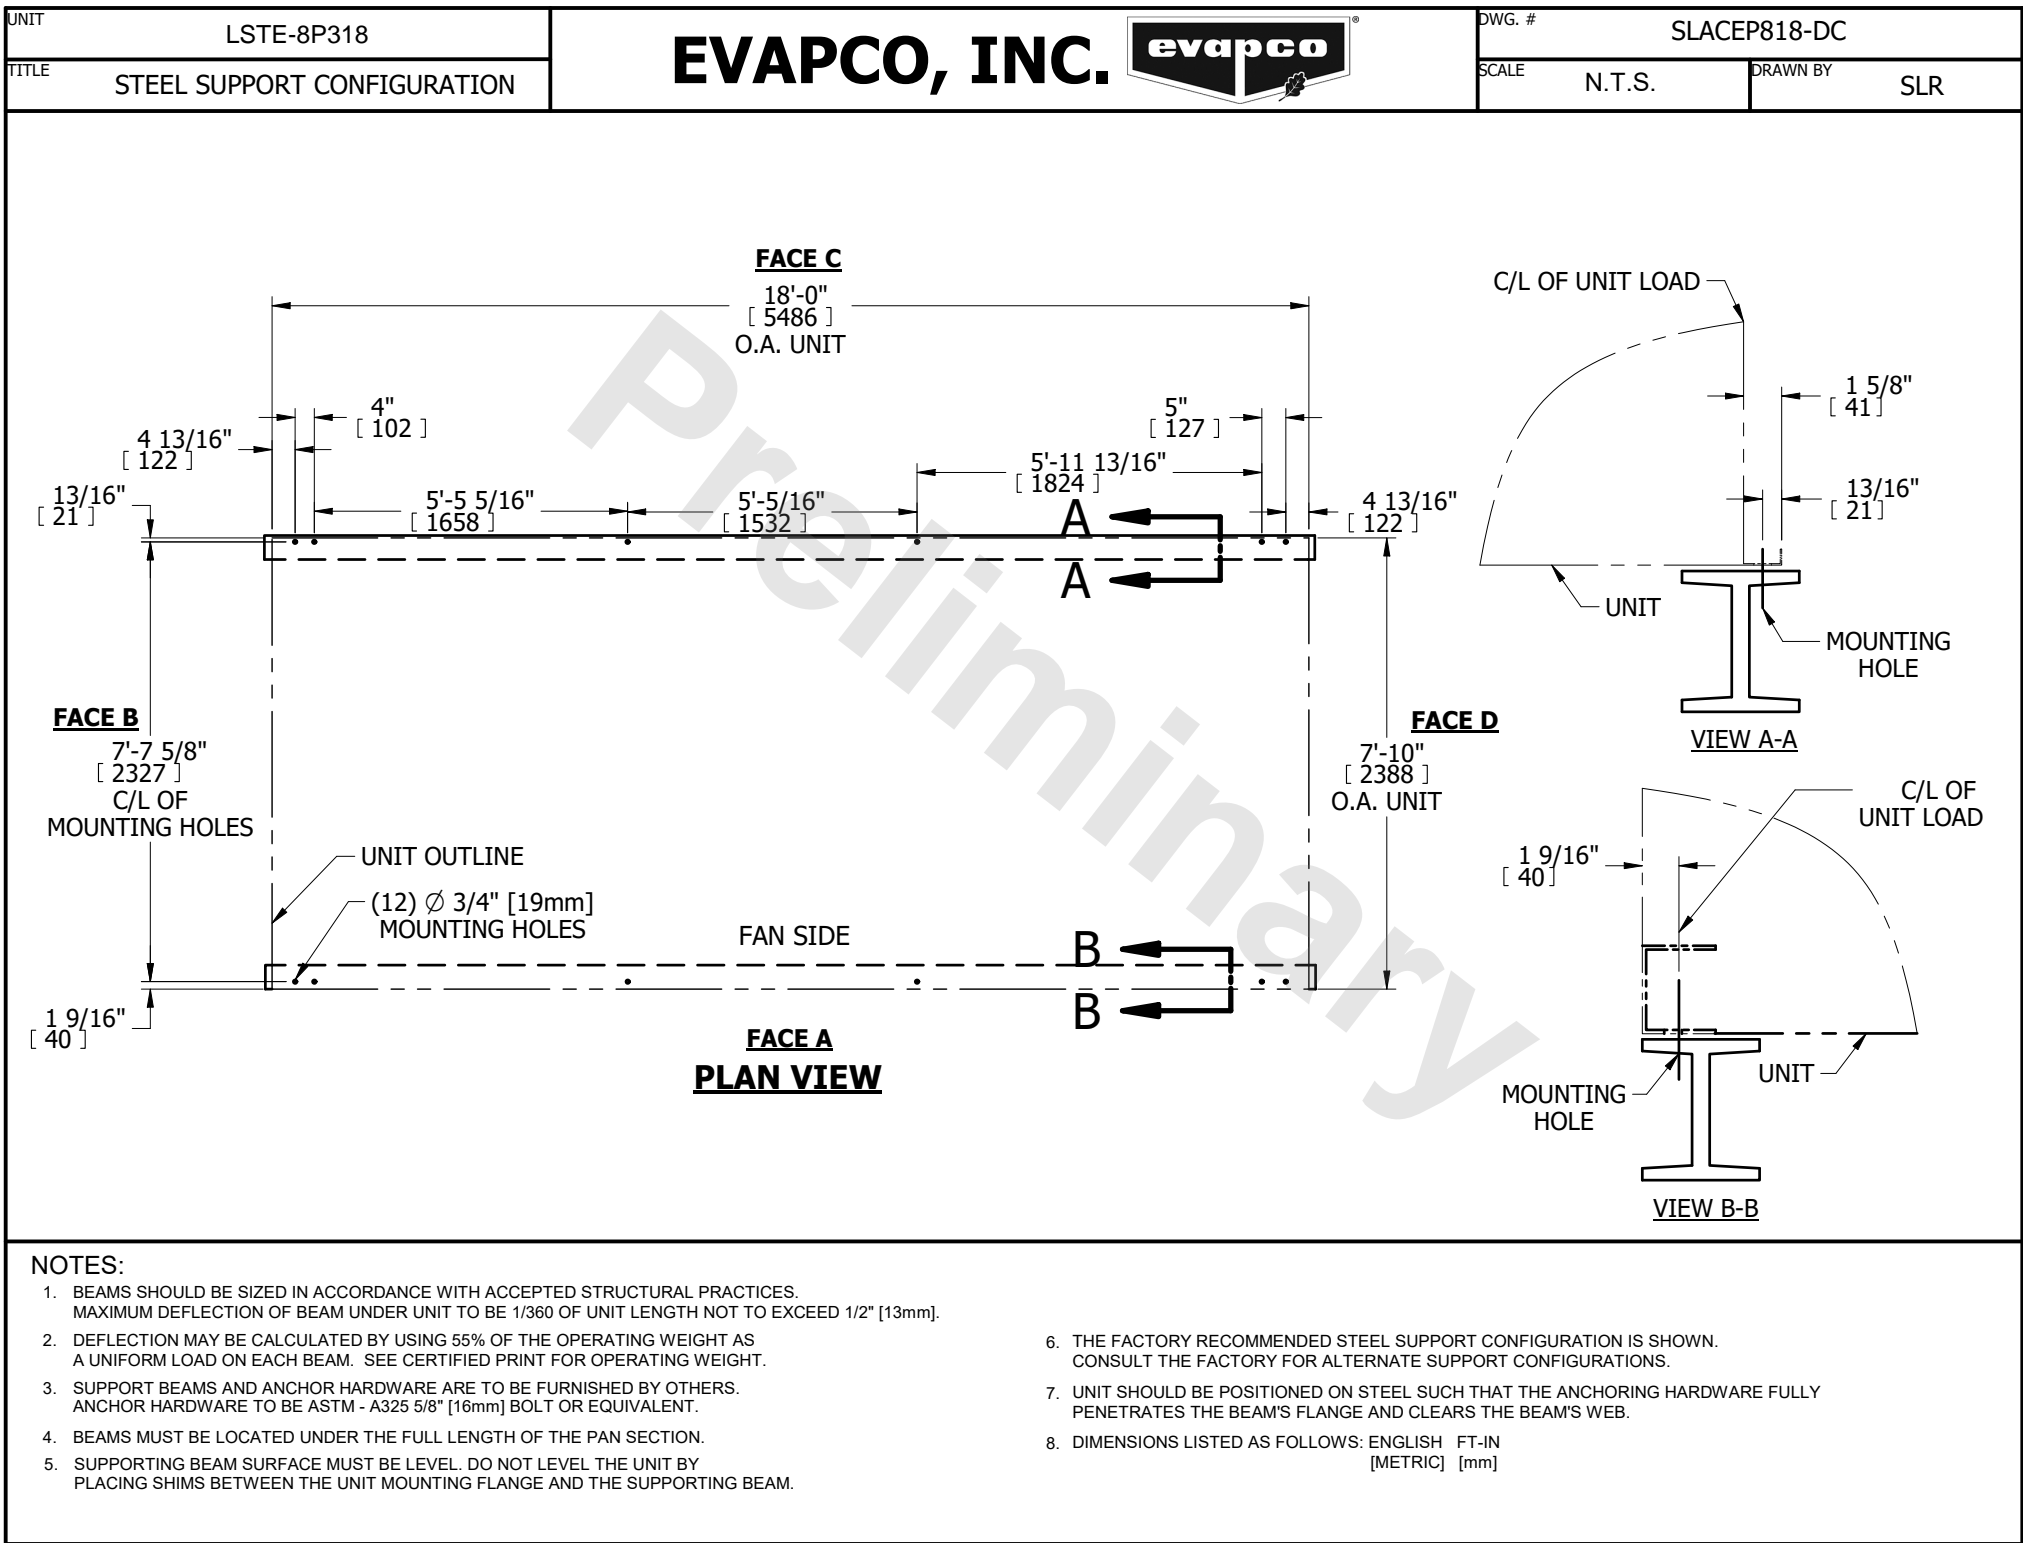 UNIT
LSTE-8P318
TITLE
STEEL SUPPORT CONFIGURATION
EVAPCO, INC.
evapco
®
DWG. #
SLACEP818-DC
SCALE
N.T.S.
DRAWN BY
SLR
FACE C
18'-0"
[ 5486 ]
O.A. UNIT
4"
[ 102 ]
5"
[ 127 ]
4 13/16"
[ 122 ]
5'-11 13/16"
[ 1824 ]
13/16"
[ 21 ]
5'-5 5/16"
[ 1658 ]
5'-5/16"
[ 1532 ]
4 13/16"
[ 122 ]
A
A
FACE B
7'-7 5/8"
[ 2327 ]
C/L OF
MOUNTING HOLES
FACE D
7'-10"
[ 2388 ]
O.A. UNIT
UNIT OUTLINE
(12) ∅ 3/4" [19mm]
MOUNTING HOLES
FAN SIDE
B
B
1 9/16"
[ 40 ]
FACE A
PLAN VIEW
Preliminary
C/L OF UNIT LOAD
1 5/8"
[ 41 ]
13/16"
[ 21 ]
UNIT
MOUNTING
HOLE
VIEW A-A
C/L OF
UNIT LOAD
1 9/16"
[ 40 ]
UNIT
MOUNTING
HOLE
VIEW B-B
NOTES:
1. BEAMS SHOULD BE SIZED IN ACCORDANCE WITH ACCEPTED STRUCTURAL PRACTICES.
MAXIMUM DEFLECTION OF BEAM UNDER UNIT TO BE 1/360 OF UNIT LENGTH NOT TO EXCEED 1/2" [13mm].
2. DEFLECTION MAY BE CALCULATED BY USING 55% OF THE OPERATING WEIGHT AS
A UNIFORM LOAD ON EACH BEAM. SEE CERTIFIED PRINT FOR OPERATING WEIGHT.
3. SUPPORT BEAMS AND ANCHOR HARDWARE ARE TO BE FURNISHED BY OTHERS.
ANCHOR HARDWARE TO BE ASTM - A325 5/8" [16mm] BOLT OR EQUIVALENT.
4. BEAMS MUST BE LOCATED UNDER THE FULL LENGTH OF THE PAN SECTION.
5. SUPPORTING BEAM SURFACE MUST BE LEVEL. DO NOT LEVEL THE UNIT BY
PLACING SHIMS BETWEEN THE UNIT MOUNTING FLANGE AND THE SUPPORTING BEAM.
6. THE FACTORY RECOMMENDED STEEL SUPPORT CONFIGURATION IS SHOWN.
CONSULT THE FACTORY FOR ALTERNATE SUPPORT CONFIGURATIONS.
7. UNIT SHOULD BE POSITIONED ON STEEL SUCH THAT THE ANCHORING HARDWARE FULLY
PENETRATES THE BEAM'S FLANGE AND CLEARS THE BEAM'S WEB.
8. DIMENSIONS LISTED AS FOLLOWS: ENGLISH FT-IN
[METRIC] [mm]